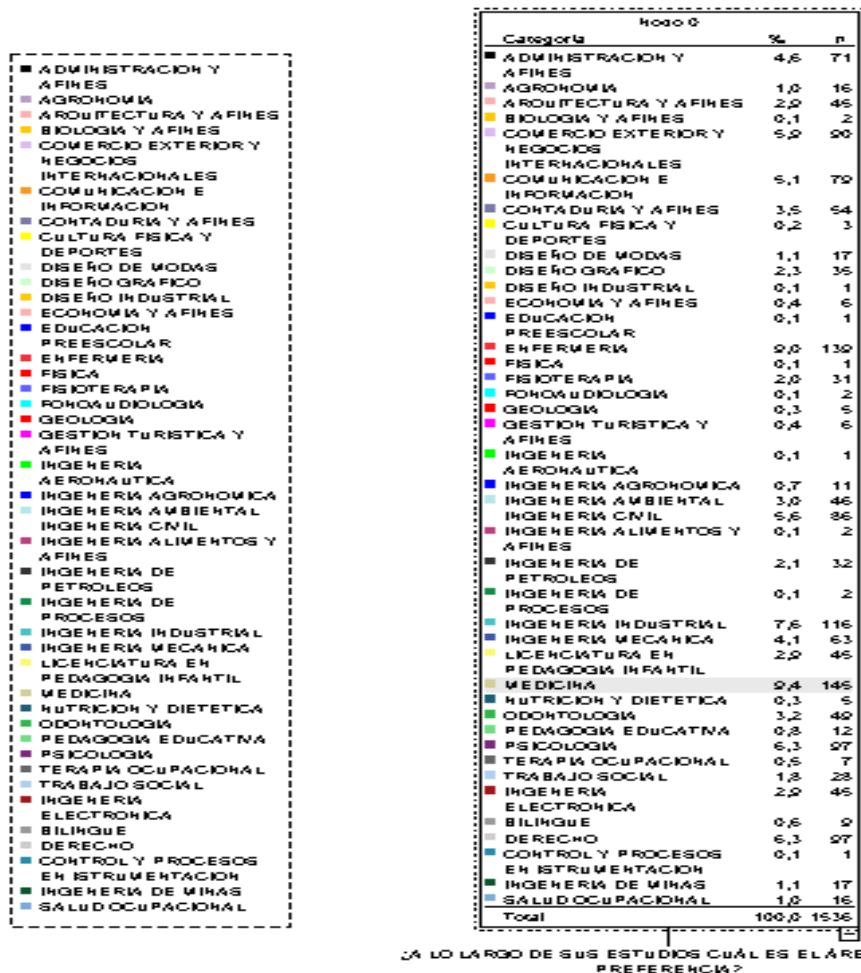 ADMINISTRACION Y
AFINES
AGRONOMIA
ARQUITECTURA Y AFINES
BIOLOGIA Y AFINES
COMERCIO EXTERIOR Y
NEGOCIOS
INTERNACIONALES
COMUNICACION E
INFORMACION
CONTADURIA Y AFINES
CULTURA FISICA Y
DEPORTES
DISEÑO DE MODAS
DISEÑO GRAFICO
DISEÑO INDUSTRIAL
ECONOMIA Y AFINES
EDUCACION
PREESCOLAR
ENFERMERIA
FISICA
FISIOTERAPIA
FONOAUDIOLOGIA
GEOLOGIA
GESTION TURISTICA Y
AFINES
INGENERIA
AERONAUTICA
INGENERIA AGRONOMICA
INGENERIA AMBIENTAL
INGENERIA CIVIL
INGENERIA ALIMENTOS Y
AFINES
INGENERIA DE
PETROLEOS
INGENERIA DE
PROCESOS
INGENERIA INDUSTRIAL
INGENERIA MECANICA
LICENCIATURA EN
PEDAGOGIA INFANTIL
MEDICINA
NUTRICION Y DIETETICA
ODONTOLOGIA
PEDAGOGIA EDUCATIVA
PSICOLOGIA
TERAPIA OCUPACIONAL
TRABAJO SOCIAL
INGENERIA
ELECTRONICA
BILINGUE
DERECHO
CONTROL Y PROCESOS
EN ISTRUMENTACION
INGENERIA DE MINAS
SALUD OCUPACIONAL
Nodo 0
Categoría % n
ADMINISTRACION Y 4,6 71
AFINES
AGRONOMIA 1,0 16
ARQUITECTURA Y AFINES 2,9 45
BIOLOGIA Y AFINES 0,1 2
COMERCIO EXTERIOR Y 5,9 90
NEGOCIOS
INTERNACIONALES
COMUNICACION E 5,1 79
INFORMACION
CONTADURIA Y AFINES 3,5 54
CULTURA FISICA Y 0,2 3
DEPORTES
DISEÑO DE MODAS 1,1 17
DISEÑO GRAFICO 2,3 35
DISEÑO INDUSTRIAL 0,1 1
ECONOMIA Y AFINES 0,4 6
EDUCACION 0,1 1
PREESCOLAR
ENFERMERIA 9,0 139
FISICA 0,1 1
FISIOTERAPIA 2,0 31
FONOAUDIOLOGIA 0,1 2
GEOLOGIA 0,3 5
GESTION TURISTICA Y 0,4 6
AFINES
INGENERIA 0,1 1
AERONAUTICA
INGENERIA AGRONOMICA 0,7 11
INGENERIA AMBIENTAL 3,0 46
INGENERIA CIVIL 5,6 86
INGENERIA ALIMENTOS Y 0,1 2
AFINES
INGENERIA DE 2,1 32
PETROLEOS
INGENERIA DE 0,1 2
PROCESOS
INGENERIA INDUSTRIAL 7,6 116
INGENERIA MECANICA 4,1 63
LICENCIATURA EN 2,9 45
PEDAGOGIA INFANTIL
MEDICINA 9,4 145
NUTRICION Y DIETETICA 0,3 5
ODONTOLOGIA 3,2 49
PEDAGOGIA EDUCATIVA 0,8 12
PSICOLOGIA 6,3 97
TERAPIA OCUPACIONAL 0,5 7
TRABAJO SOCIAL 1,8 28
INGENERIA 2,9 45
ELECTRONICA
BILINGUE 0,6 9
DERECHO 6,3 97
CONTROL Y PROCESOS 0,1 1
EN ISTRUMENTACION
INGENERIA DE MINAS 1,1 17
SALUD OCUPACIONAL 1,0 16
Total 100,0 1536
¿A LO LARGO DE SUS ESTUDIOS CUÁL ES EL ÁRE
PREFERENCIA?